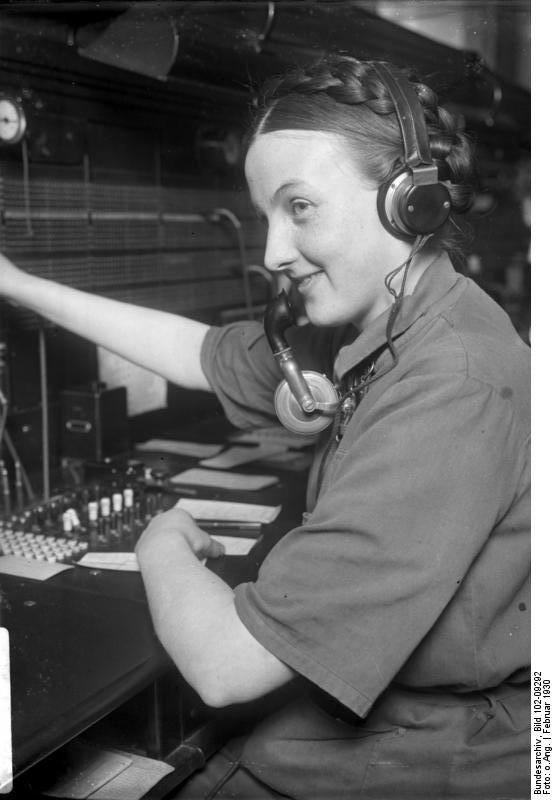 Bundesarchiv, Bild 102-09292
Foto: o.Ang. | Februar 1930